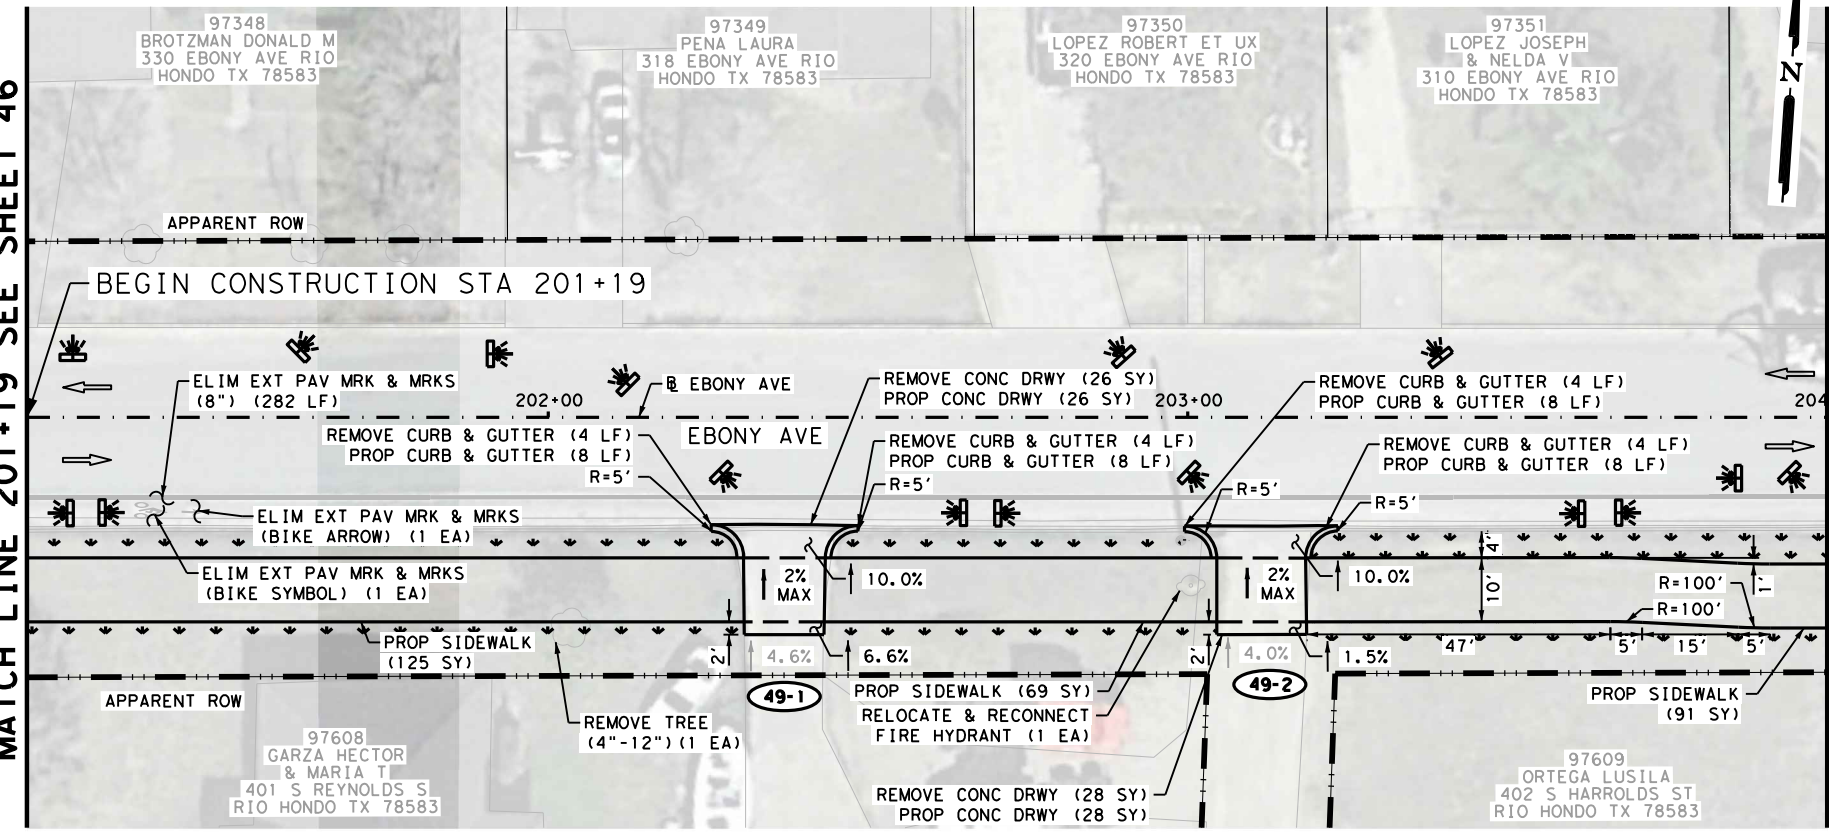 97348
BROTZMAN DONALD M
330 EBONY AVE RIO
HONDO TX 78583
97349
PENA LAURA
318 EBONY AVE RIO
HONDO TX 78583
97350
LOPEZ ROBERT ET UX
320 EBONY AVE RIO
HONDO TX 78583
97351
LOPEZ JOSEPH
& NELDA V
310 EBONY AVE RIO
HONDO TX 78583
N
MATCH LINE 201+19 SEE SHEET 46
APPARENT ROW
BEGIN CONSTRUCTION STA 201+19
ELIM EXT PAV MRK & MRKS
(8") (282 LF)
202+00
BL EBONY AVE
REMOVE CONC DRWY (26 SY)
PROP CONC DRWY (26 SY)
203+00
REMOVE CURB & GUTTER (4 LF)
PROP CURB & GUTTER (8 LF)
204
REMOVE CURB & GUTTER (4 LF)
PROP CURB & GUTTER (8 LF)
R=5'
EBONY AVE
REMOVE CURB & GUTTER (4 LF)
PROP CURB & GUTTER (8 LF)
R=5'
REMOVE CURB & GUTTER (4 LF)
PROP CURB & GUTTER (8 LF)
R=5'
R=5'
ELIM EXT PAV MRK & MRKS
(BIKE ARROW) (1 EA)
ELIM EXT PAV MRK & MRKS
(BIKE SYMBOL) (1 EA)
2%
MAX
10.0%
2%
MAX
10.0%
4'
10'
R=100'
R=100'
1'
PROP SIDEWALK
(125 SY)
2'
4.6%
6.6%
2'
4.0%
1.5%
47'
5'
15'
5'
49-1
49-2
APPARENT ROW
REMOVE TREE
(4"-12")(1 EA)
PROP SIDEWALK (69 SY)
RELOCATE & RECONNECT
FIRE HYDRANT (1 EA)
PROP SIDEWALK
(91 SY)
97608
GARZA HECTOR
& MARIA T
401 S REYNOLDS S
RIO HONDO TX 78583
REMOVE CONC DRWY (28 SY)
PROP CONC DRWY (28 SY)
97609
ORTEGA LUSILA
402 S HARROLDS ST
RIO HONDO TX 78583